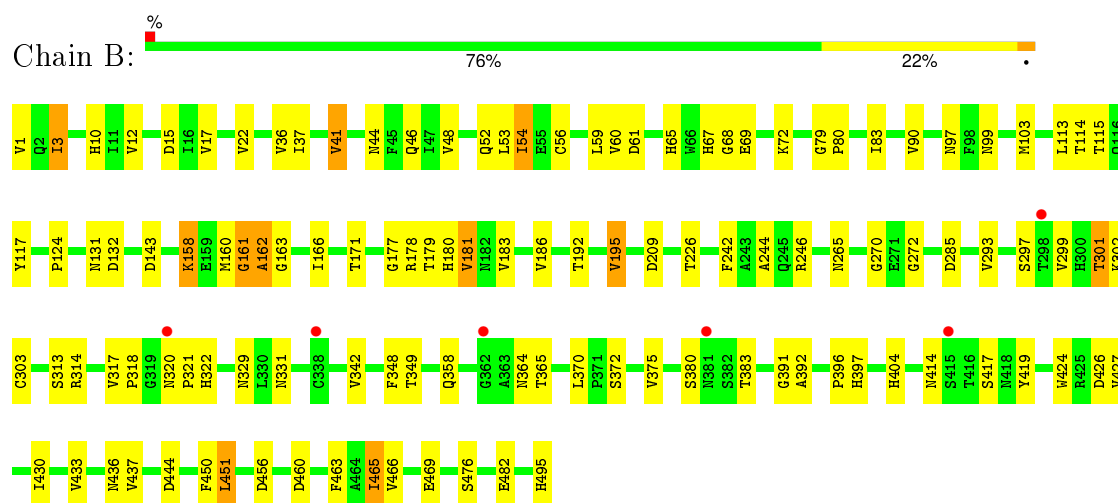 %
Chain B:
76% 22% •
V1 Q2 I3 H10 I11 V12 D15 I16 V17 V22 V36 I37 V41 N44 F45 Q46 I47 V48 Q52 L53 I54 E55 C56 L59 V60 D61 H65 W66 H67 G68 E69 K72 G79 P80 I83 V90 N97 F98 N99 M103 L113 T114 T115 Q116
Y117 P124 N131 D132 D143 K158 E159 M160 G161 A162 G163 I166 T171 G177 R178 T179 H180 V181 N182 V183 V186 T192 V195 D209 T226 F242 A243 A244 Q245 R246 N265 G270 E271 G272 D285 V293 S297 T298 V299 H300 T301 K302
C303 S313 R314 V317 P318 G319 N320 P321 H322 N329 L330 N331 C338 V342 F348 T349 Q358 G362 A363 N364 T365 L370 P371 S372 V375 S380 N381 S382 T383 G391 A392 P396 H397 H404 N414 S415 T416 S417 N418 Y419 W424 R425 D426 V427
I430 V433 N436 V437 D444 F450 L451 D456 D460 F463 A464 I465 V466 E469 S476 E482 H495